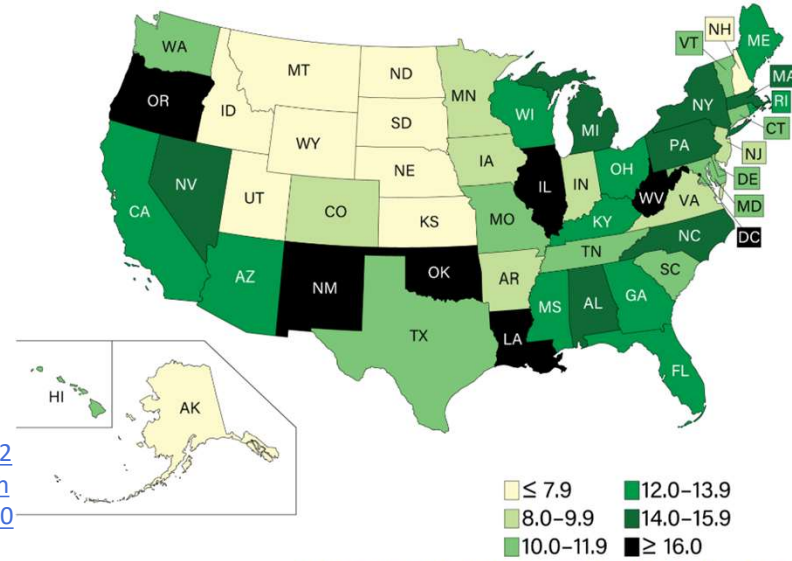 WA
OR
CA
NV
ID
MT
WY
UT
AZ
CO
NM
ND
SD
NE
KS
OK
TX
MN
IA
MO
AR
LA
WI
IL
MI
IN
OH
KY
TN
MS
AL
GA
FL
SC
NC
VA
WV
PA
NY
VT
NH
ME
MA
RI
CT
NJ
DE
MD
DC
HI
AK
2
n
0
≤ 7.9
8.0–9.9
10.0–11.9
12.0–13.9
14.0–15.9
≥ 16.0